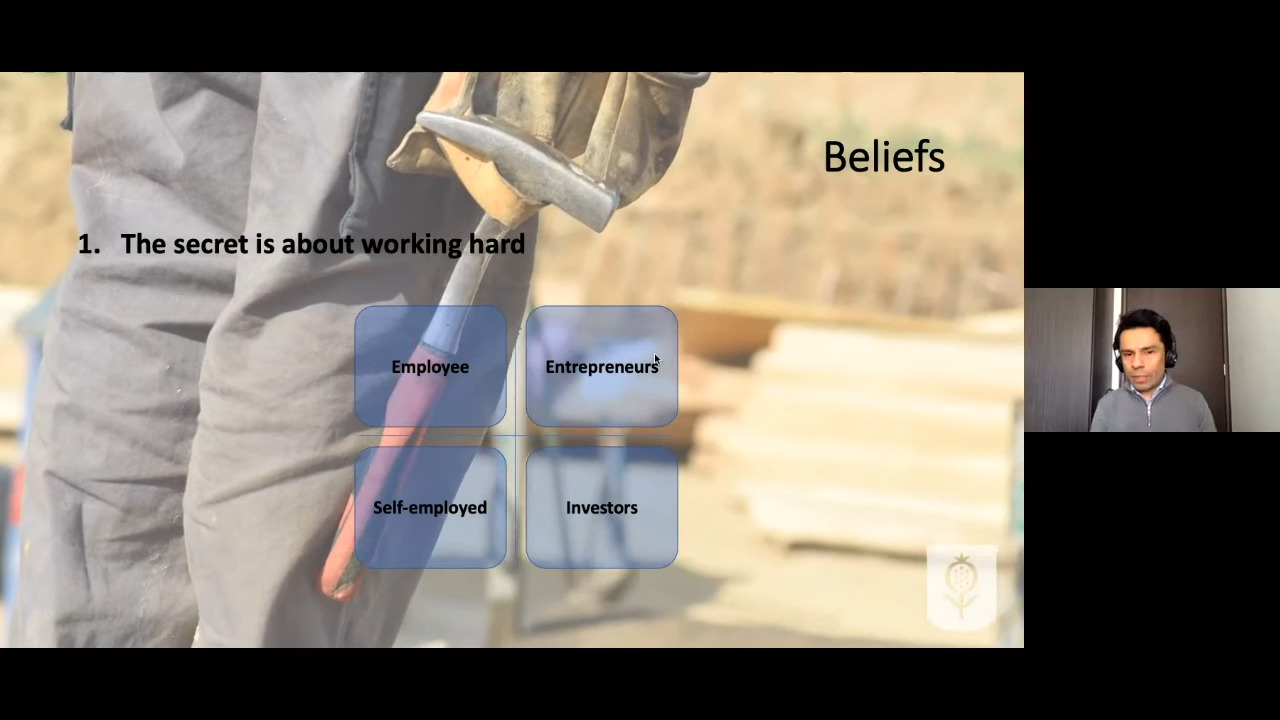 Beliefs
1. The secret is about working hard
Employee
Entrepreneurs
Self-employed
Investors